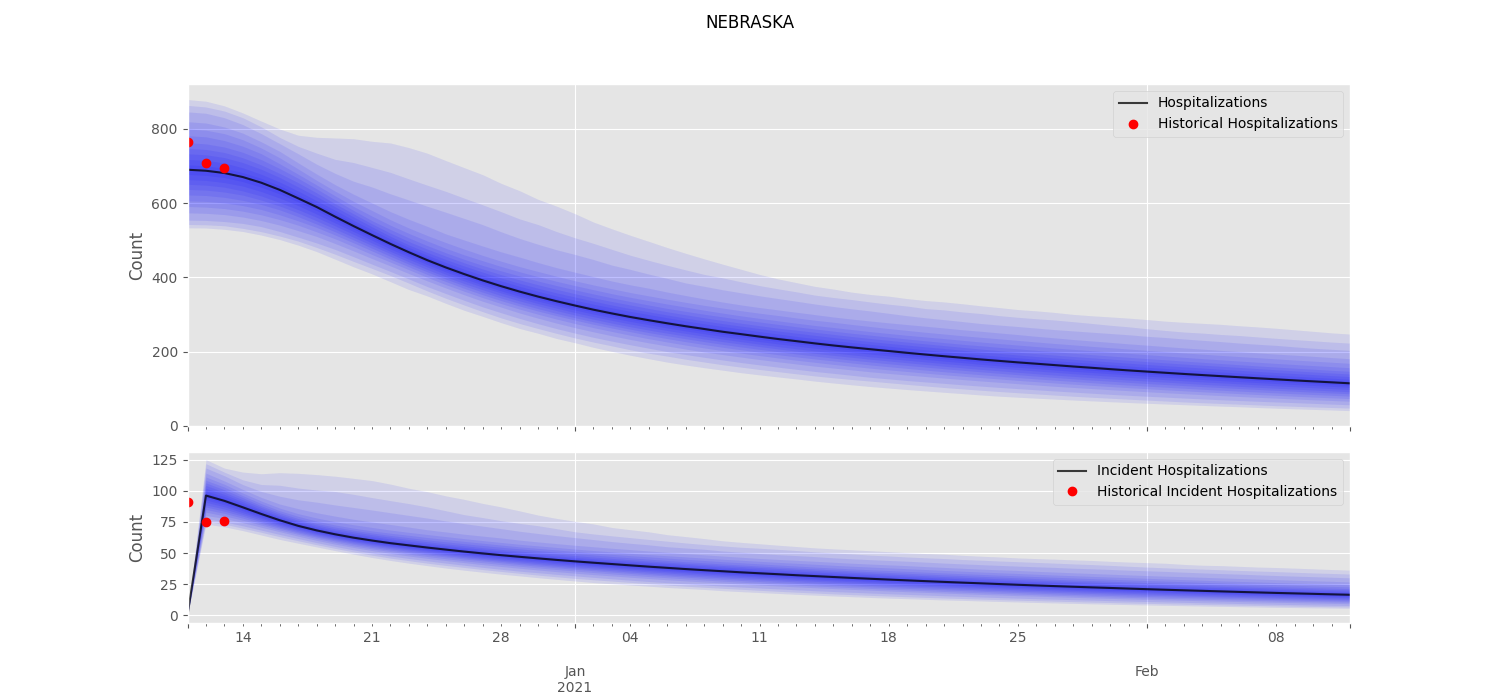 NEBRASKA
Hospitalizations
Historical Hospitalizations
Count
800
600
400
200
0
Incident Hospitalizations
Historical Incident Hospitalizations
Count
125
100
75
50
25
0
14 21 28 04 11 18 25 08
Jan Feb
2021